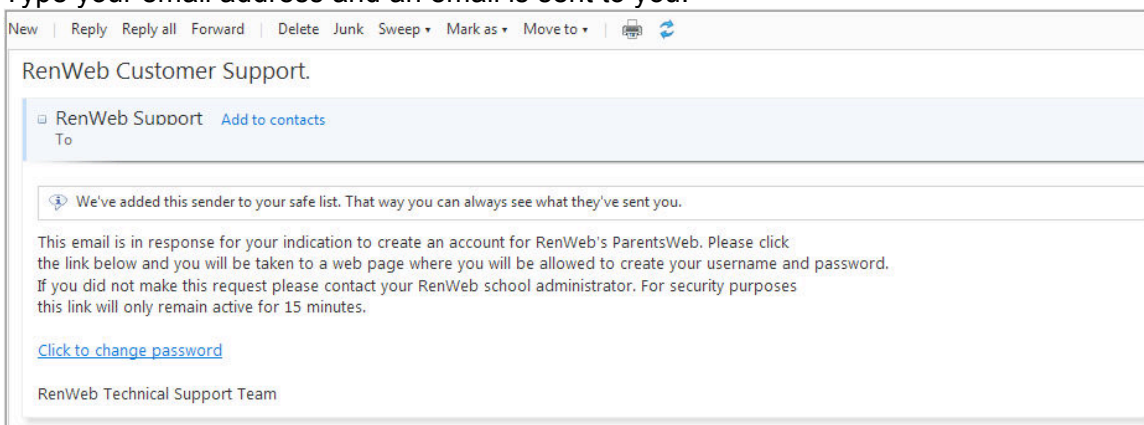 Type your email address and an email is sent to you.
New | Reply Reply all Forward | Delete Junk Sweep Mark as Move to
RenWeb Customer Support.
RenWeb Support Add to contacts
To
We've added this sender to your safe list. That way you can always see what they've sent you.
This email is in response for your indication to create an account for RenWeb's ParentsWeb. Please click
the link below and you will be taken to a web page where you will be allowed to create your username and password.
If you did not make this request please contact your RenWeb school administrator. For security purposes
this link will only remain active for 15 minutes.
Click to change password
RenWeb Technical Support Team